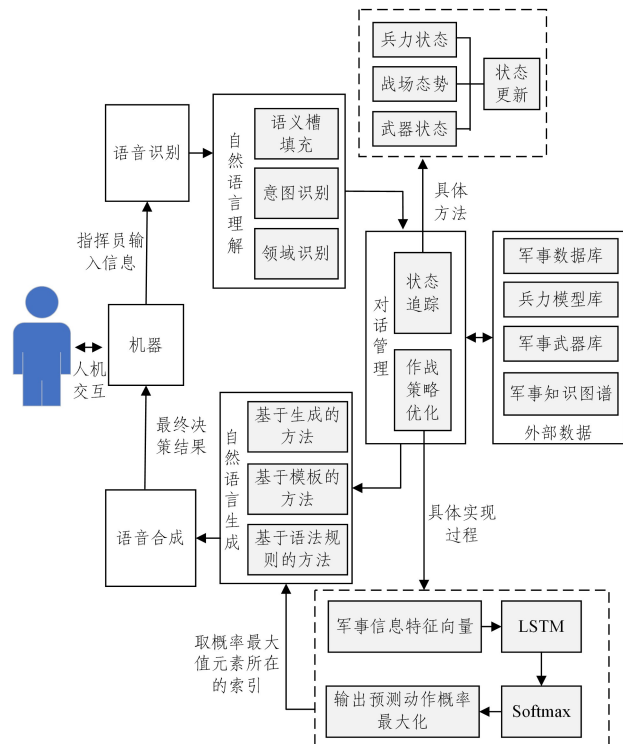 兵力状态
战场态势
武器状态
状态
更新
语音识别
自然语言理解
语义槽
填充
意图识别
领域识别
具体
方法
指挥员输
入信息
对话管理
状态
追踪
作战
策略
优化
军事数据库
兵力模型库
军事武器库
军事知识图谱
外部数据
机器
人机
交互
最终决
策结果
自然语言生成
基于生成的
方法
基于模板的
方法
基于语法规
则的方法
语音合成
具体实现
过程
军事信息特征向量
LSTM
取概率最大
值元素所在
的索引
输出预测动作概率
最大化
Softmax